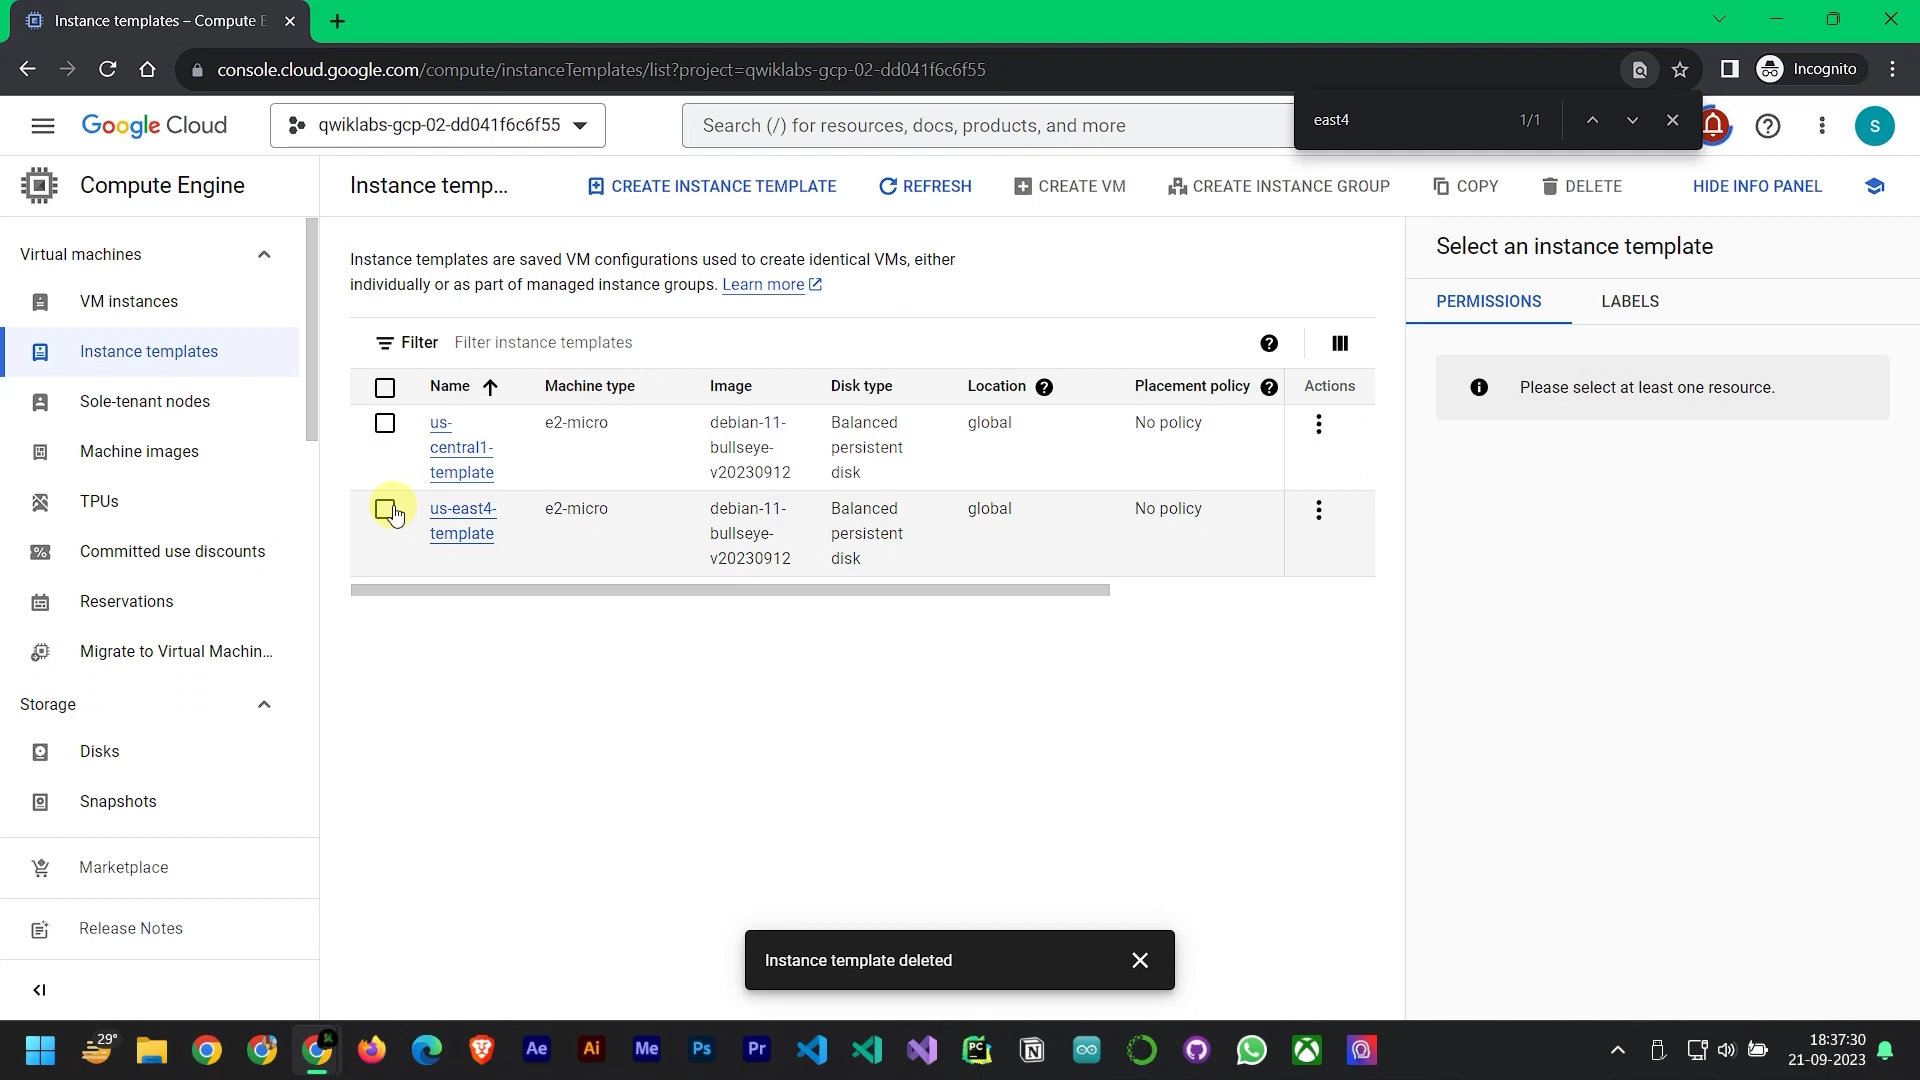 Instance templates – Compute E
console.cloud.google.com/compute/instanceTemplates/list?project=qwiklabs-gcp-02-dd041f6c6f55
Incognito
Google Cloud
qwiklabs-gcp-02-dd041f6c6f55
Search (/) for resources, docs, products, and more
east4
1/1
S
Compute Engine
Instance temp...
CREATE INSTANCE TEMPLATE
REFRESH
CREATE VM
CREATE INSTANCE GROUP
COPY
DELETE
HIDE INFO PANEL
Virtual machines
VM instances
Instance templates
Sole-tenant nodes
Machine images
TPUs
Committed use discounts
Reservations
Migrate to Virtual Machin...
Storage
Disks
Snapshots
Marketplace
Release Notes
Instance templates are saved VM configurations used to create identical VMs, either
individually or as part of managed instance groups. Learn more
Filter
Filter instance templates
Name
Machine type
Image
Disk type
Location
Placement policy
Actions
us-
central1-
template
e2-micro
debian-11-
bullseye-
v20230912
Balanced
persistent
disk
global
No policy
us-east4-
template
e2-micro
debian-11-
bullseye-
v20230912
Balanced
persistent
disk
global
No policy
Select an instance template
PERMISSIONS
LABELS
Please select at least one resource.
Instance template deleted
29°
Ae
Ai
Me
Ps
Pr
PC
N
18:37:30
21-09-2023